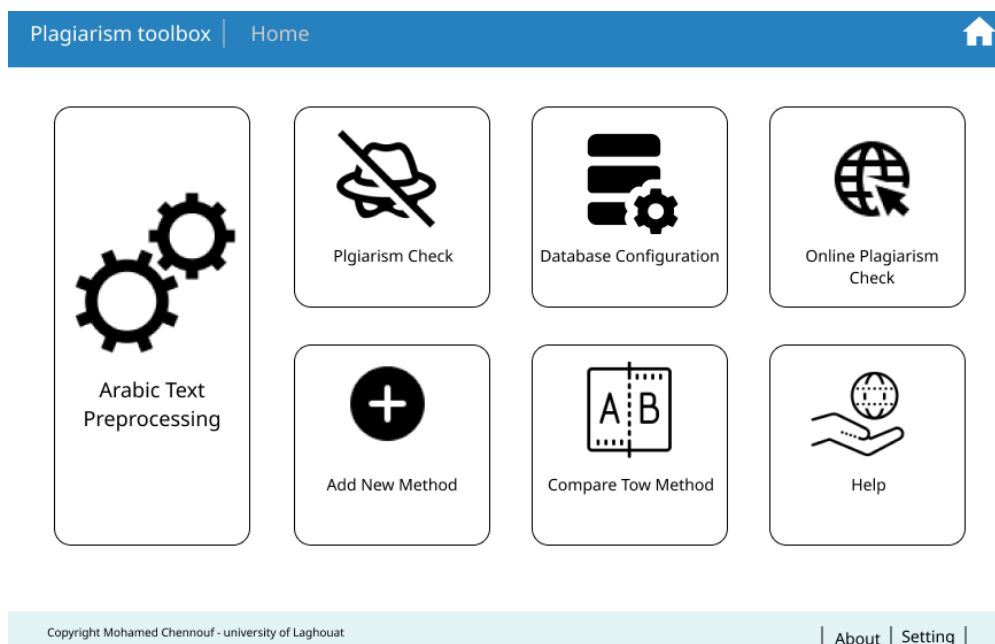 Plagiarism toolbox
Home
Arabic Text
Preprocessing
Plgiarism Check
Database Configuration
Online Plagiarism
Check
Add New Method
A B
Compare Tow Method
Help
Copyright Mohamed Chennouf - university of Laghouat
About
Setting